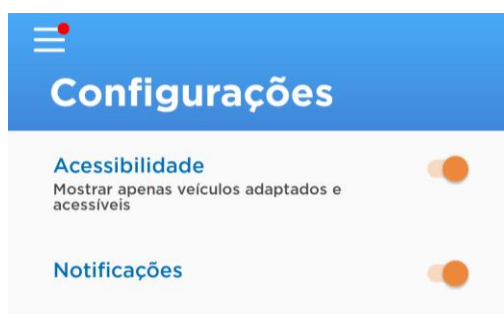 Configurações
Acessibilidade
Mostrar apenas veículos adaptados e
acessíveis
Notificações